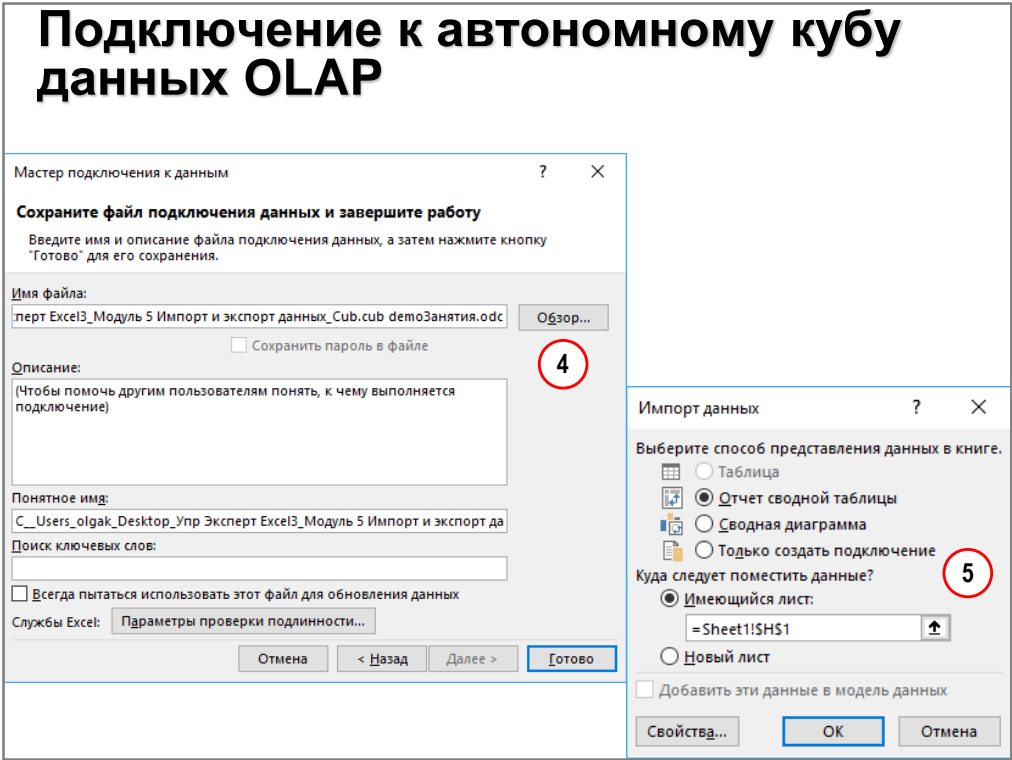 Подключение к автономному кубу
данных OLAP
Мастер подключения к данным
?
Сохраните файл подключения данных и завершите работу
Введите имя и описание файла подключения данных, а затем нажмите кнопку
"Готово" для его сохранения.
Имя файла:
перт Excel3_Модуль 5 Импорт и экспорт данных_Cub.cub demoЗанятия.odc
Обзор...
Сохранить пароль в файле
4
Описание:
(Чтобы помочь другим пользователям понять, к чему выполняется
подключение)
Понятное имя:
C__Users_olgak_Desktop_Упр Эксперт Excel3_Модуль 5 Импорт и экспорт да
Поиск ключевых слов:
Всегда пытаться использовать этот файл для обновления данных
Службы Excel:
Параметры проверки подлинности...
Отмена
< Назад
Далее >
Готово
Импорт данных
?
Выберите способ представления данных в книге.
Таблица
Отчет сводной таблицы
Сводная диаграмма
Только создать подключение
5
Куда следует поместить данные?
Имеющийся лист:
=Sheet1!$H$1
Новый лист
Добавить эти данные в модель данных
Свойства...
ОК
Отмена